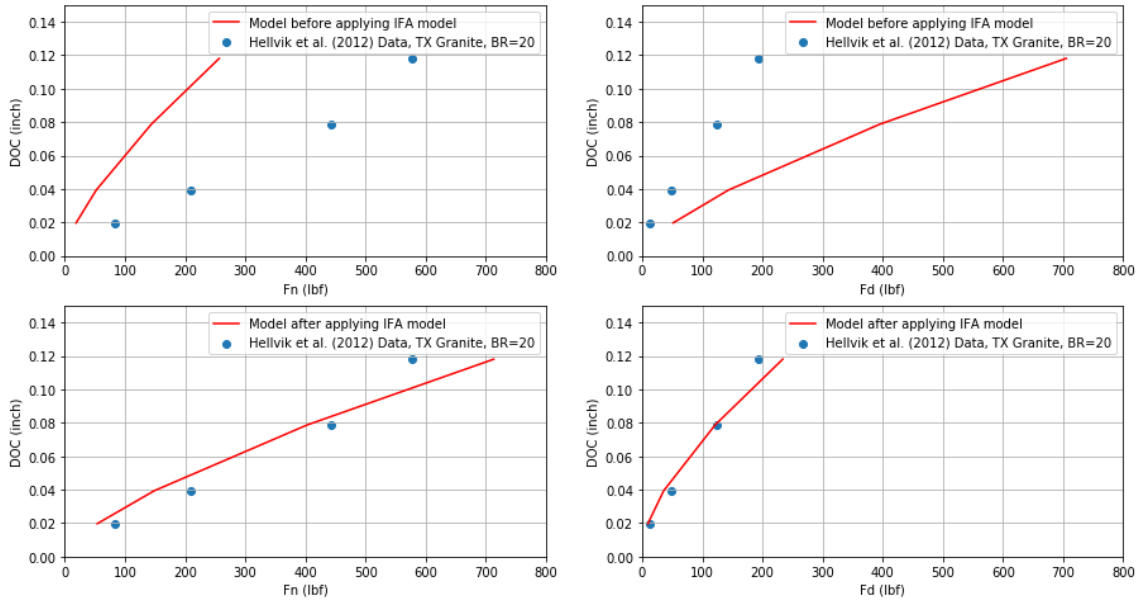 Model before applying IFA model
Hellvik et al. (2012) Data, TX Granite, BR=20
0.14
0.12
0.10
0.08
0.06
0.04
0.02
0.00
DOC (inch)
0 100 200 300 400 500 600 700 800
Fn (lbf)
Model before applying IFA model
Hellvik et al. (2012) Data, TX Granite, BR=20
0.14
0.12
0.10
0.08
0.06
0.04
0.02
0.00
DOC (inch)
0 100 200 300 400 500 600 700 800
Fd (lbf)
Model after applying IFA model
Hellvik et al. (2012) Data, TX Granite, BR=20
0.14
0.12
0.10
0.08
0.06
0.04
0.02
0.00
DOC (inch)
0 100 200 300 400 500 600 700 800
Fn (lbf)
Model after applying IFA model
Hellvik et al. (2012) Data, TX Granite, BR=20
0.14
0.12
0.10
0.08
0.06
0.04
0.02
0.00
DOC (inch)
0 100 200 300 400 500 600 700 800
Fd (lbf)